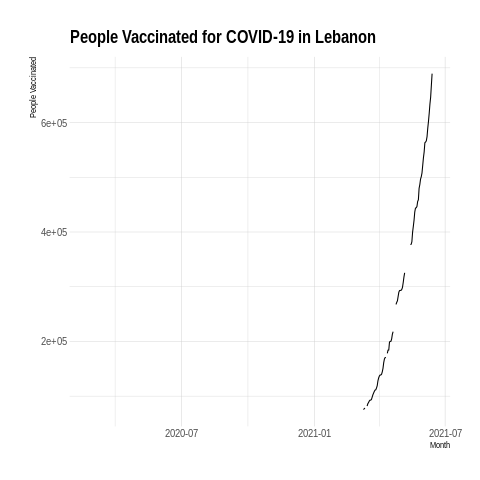 People Vaccinated for COVID-19 in Lebanon
People Vaccinated
6e+05
4e+05
2e+05
2020-07
2021-01
2021-07
Month